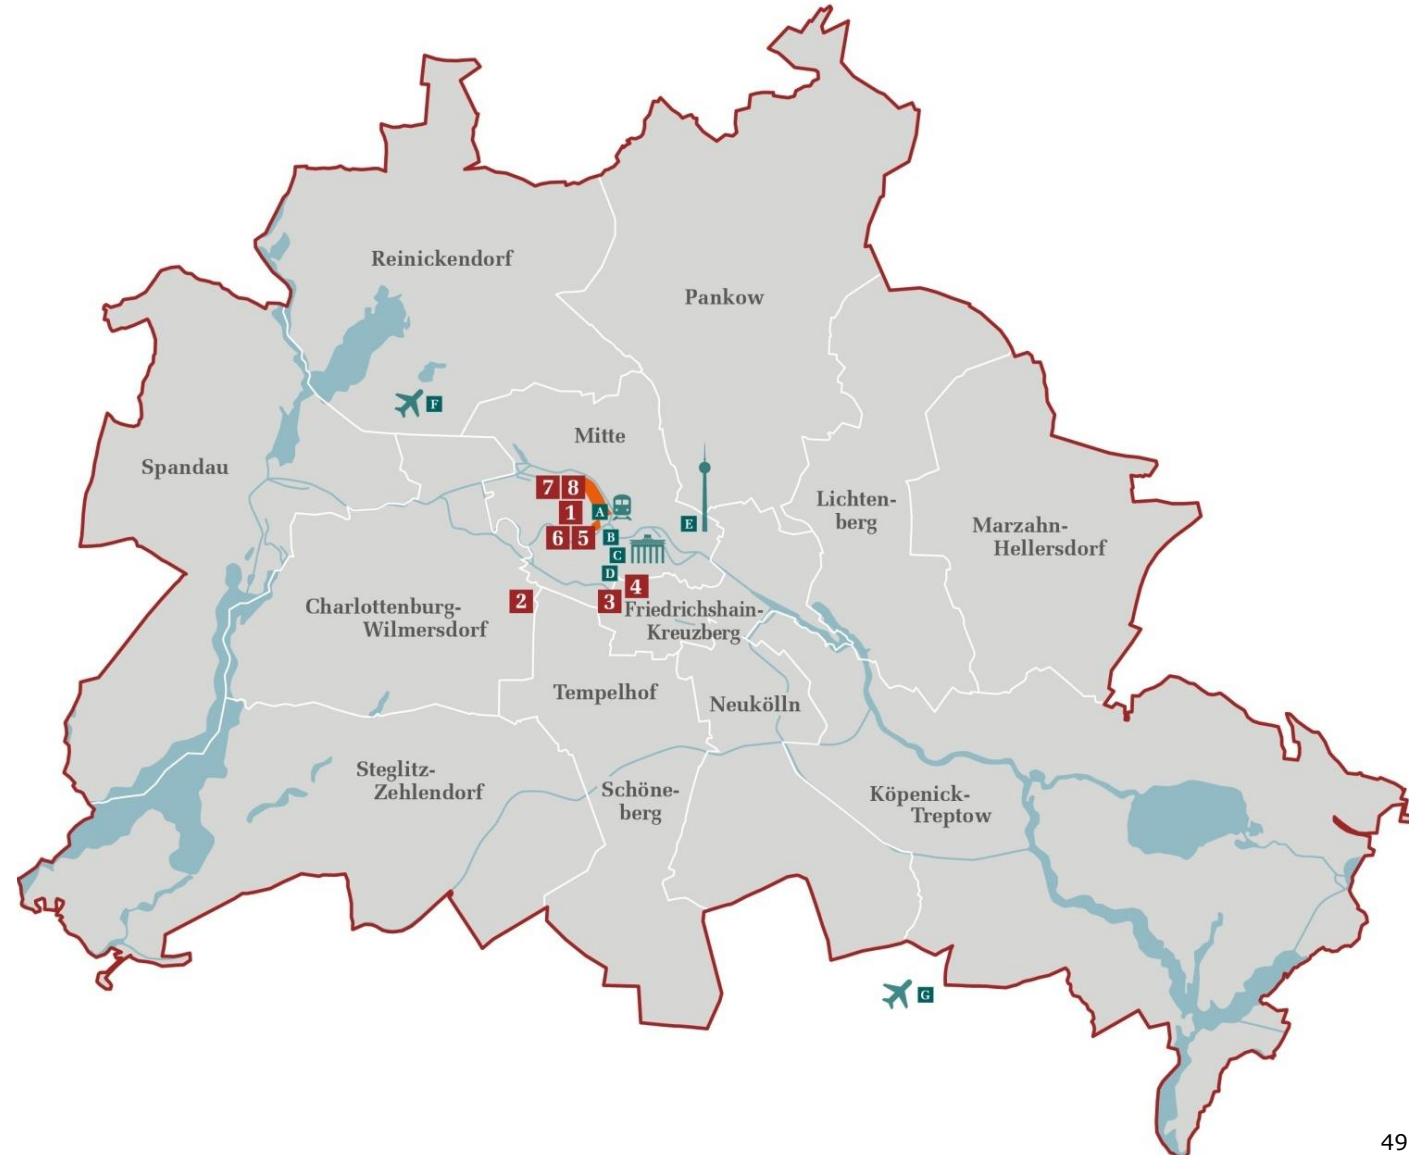 Reinickendorf
Pankow
F
Mitte
Spandau
7 8
1
A
6 5
B
C
D
E
Lichten-
berg
Marzahn-
Hellersdorf
2
3
4
Charlottenburg-
Wilmersdorf
Friedrichshain-
Kreuzberg
Tempelhof
Neukölln
Steglitz-
Zehlendorf
Schöne-
berg
Köpenick-
Treptow
G
49